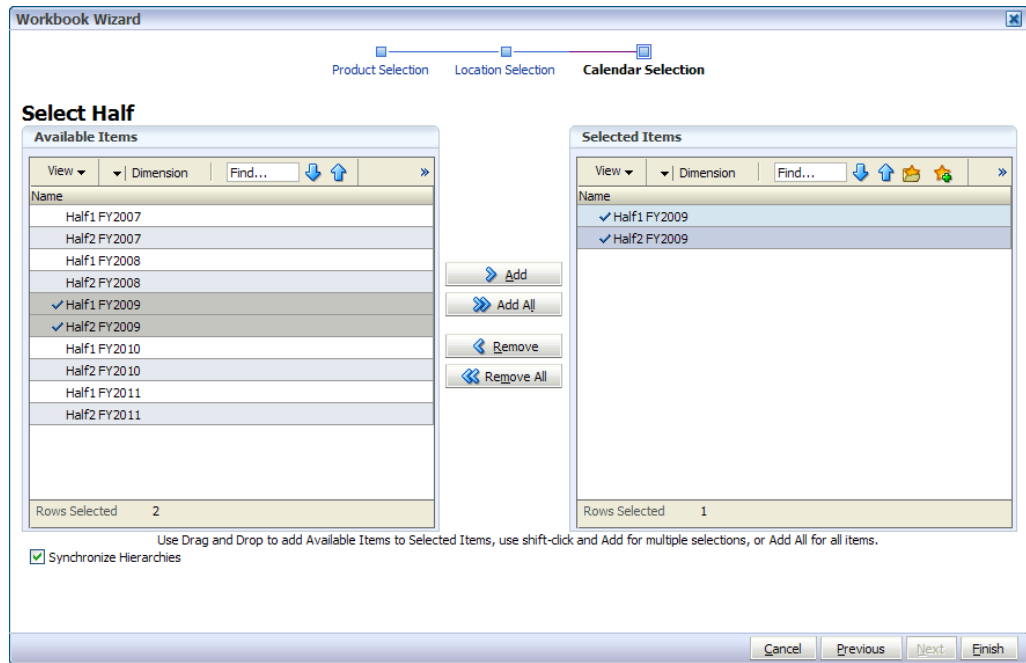 Workbook Wizard
Product Selection Location Selection Calendar Selection
Select Half
Available Items
View Dimension Find... »
Name
Half1 FY2007
Half2 FY2007
Half1 FY2008
Half2 FY2008
Half1 FY2009
Half2 FY2009
Half1 FY2010
Half2 FY2010
Half1 FY2011
Half2 FY2011
Rows Selected 2
Add
Add All
Remove
Remove All
Selected Items
View Dimension Find... »
Name
Half1 FY2009
Half2 FY2009
Rows Selected 1
Use Drag and Drop to add Available Items to Selected Items, use shift-click and Add for multiple selections, or Add All for all items.
Synchronize Hierarchies
Cancel Previous Next Finish